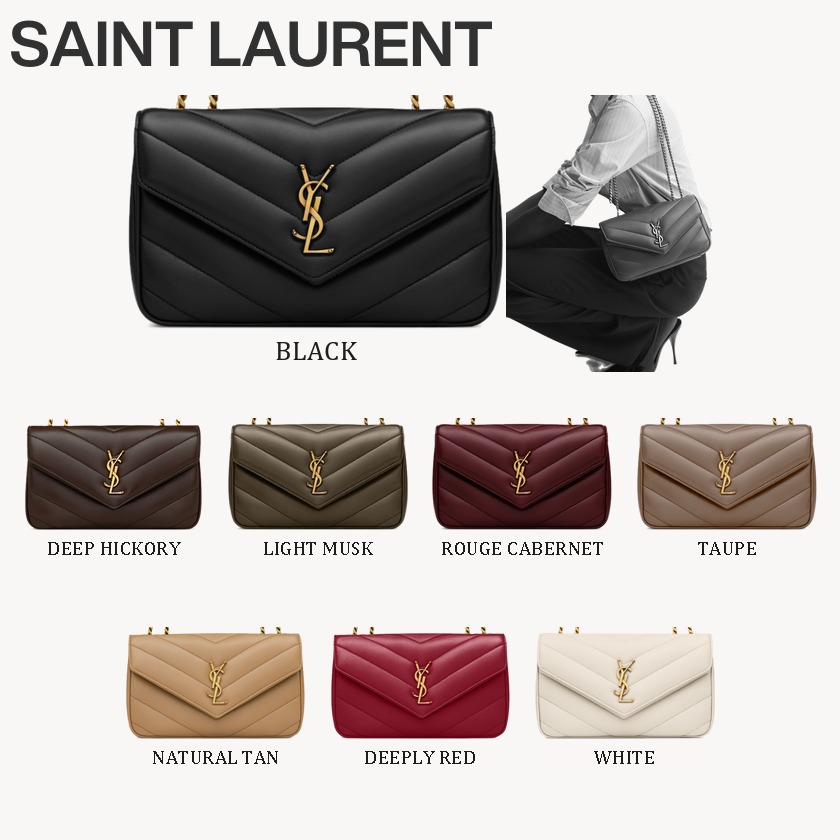 SAINT LAURENT
BLACK
DEEP HICKORY
LIGHT MUSK
ROUGE CABERNET
TAUPE
NATURAL TAN
DEEPLY RED
WHITE